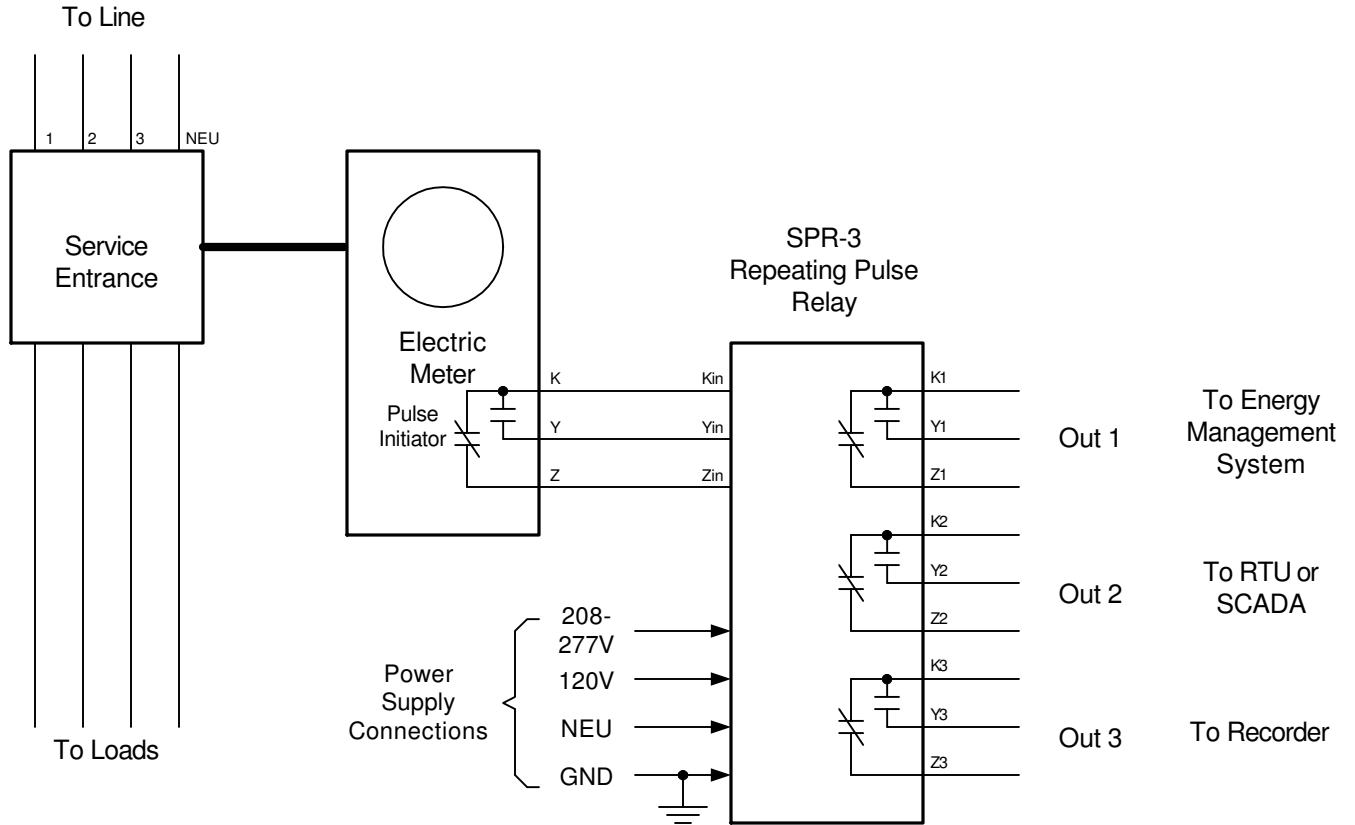 To Line
1
2
3
NEU
Service
Entrance
To Loads
Electric
Meter
Pulse
Initiator
K
Y
Z
Kin
Yin
Zin
SPR-3
Repeating Pulse
Relay
K1
Y1
Z1
Out 1
To Energy
Management
System
K2
Y2
Z2
Out 2
To RTU or
SCADA
K3
Y3
Z3
Out 3
To Recorder
Power
Supply
Connections
208-
277V
120V
NEU
GND